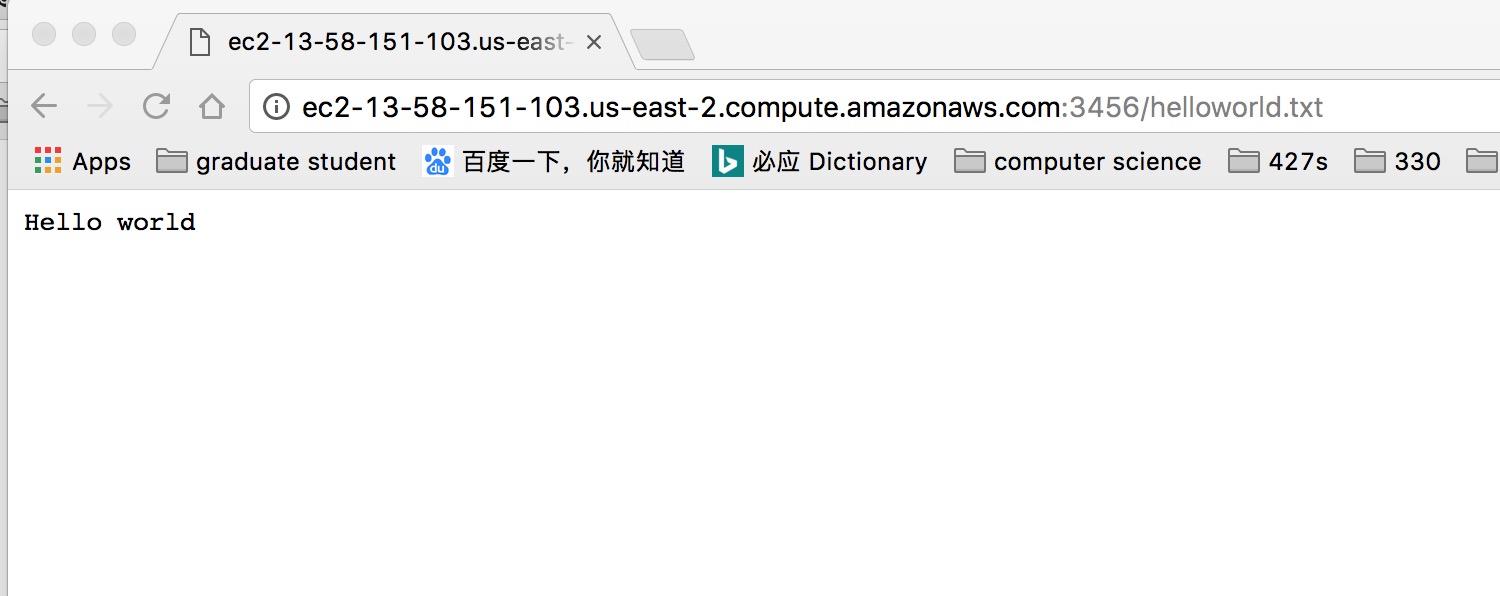 ec2-13-58-151-103.us-east-
ec2-13-58-151-103.us-east-2.compute.amazonaws.com:3456/helloworld.txt
Apps graduate student du 百度一下，你就知道 b 必应 Dictionary computer science 427s 330
Hello world